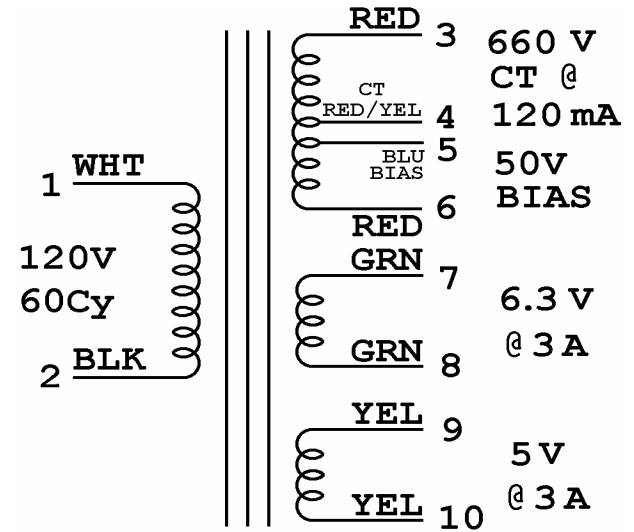 RED 3
660 V
CT @
120 mA
CT
RED/YEL 4
BLU 5
BIAS
50V
BIAS
6
RED
1 WHT
120V
60Cy
2 BLK
GRN 7
6.3 V
@ 3 A
GRN 8
YEL 9
5 V
@ 3 A
YEL 10